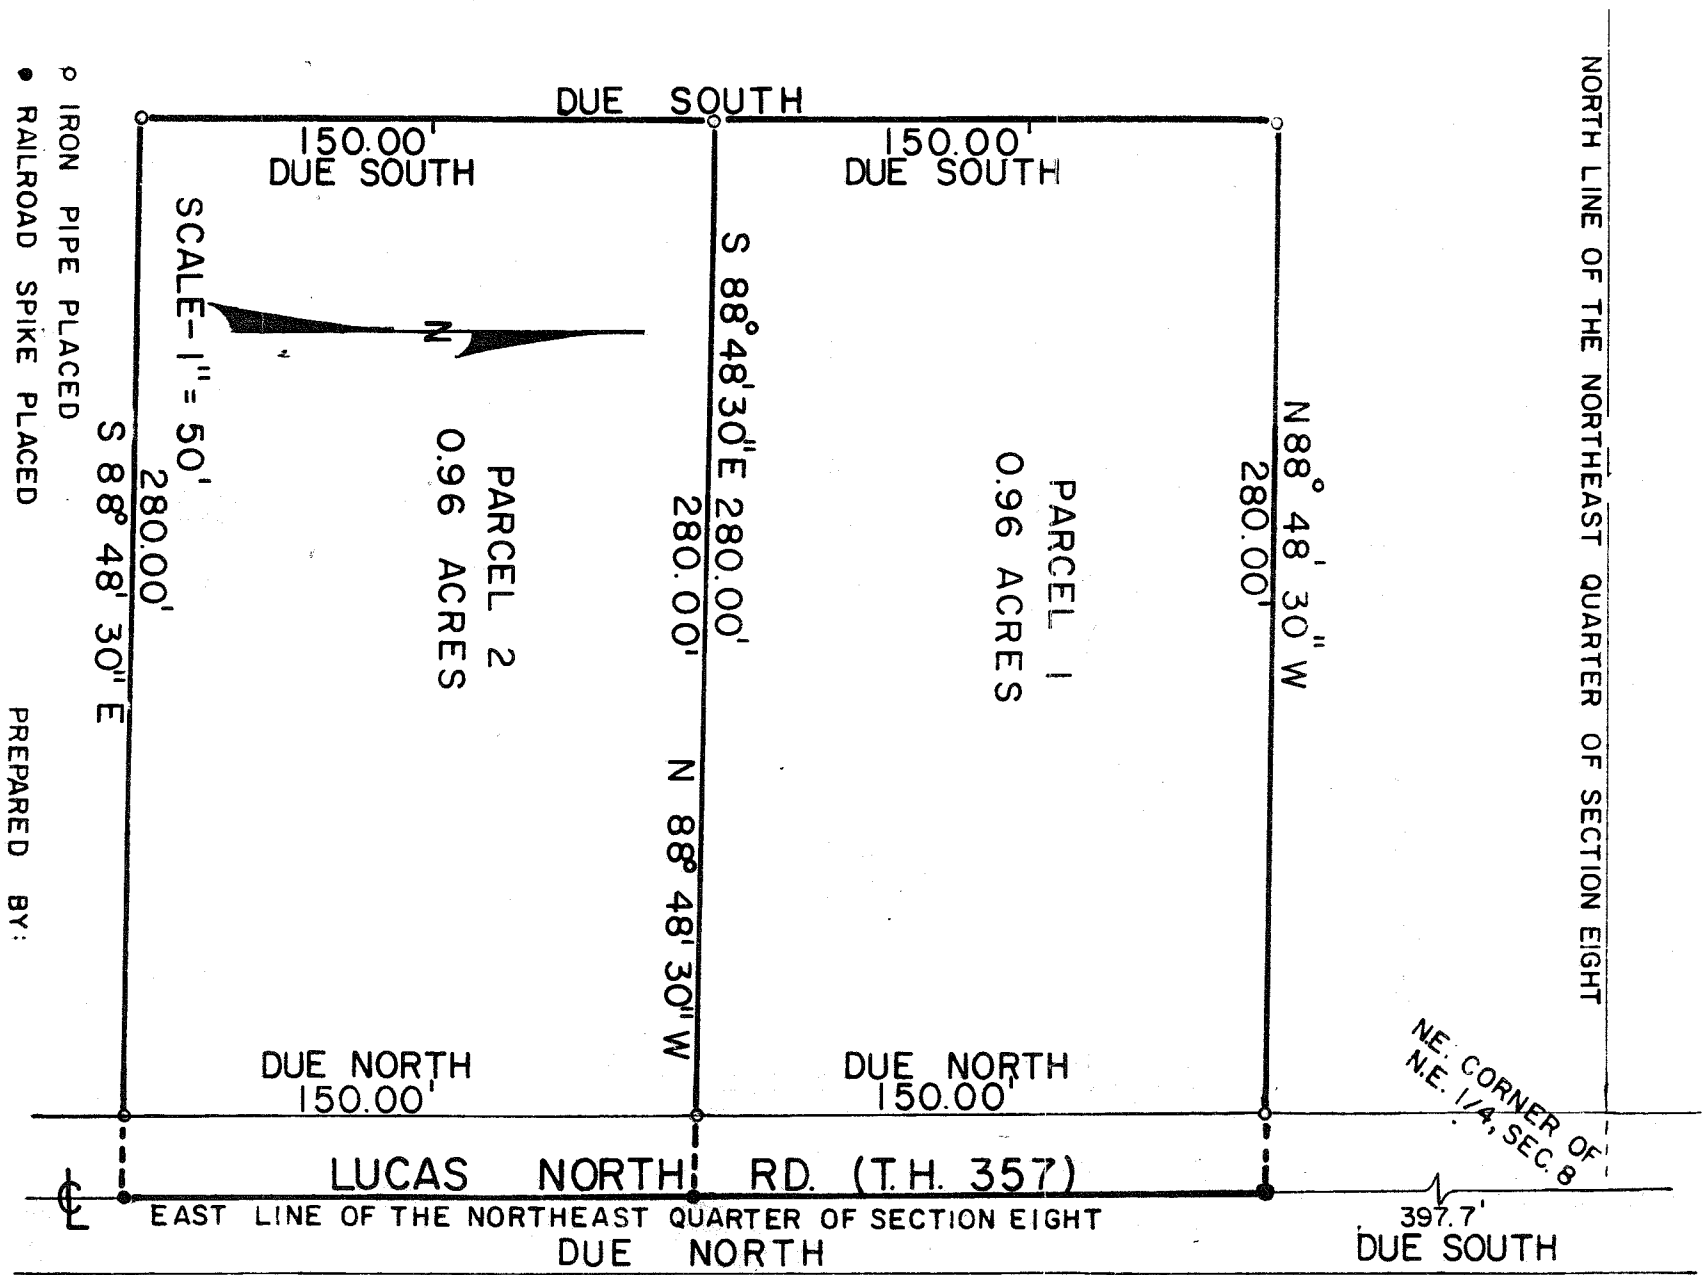 DUE SOUTH
150.00'
DUE SOUTH
150.00'
DUE SOUTH
NORTH LINE OF THE NORTHEAST QUARTER OF SECTION EIGHT
N 88° 48' 30" W
280.00'
PARCEL 1
0.96 ACRES
S 88° 48' 30" E 280.00'
280.00' N 88° 48' 30" W
N
PARCEL 2
0.96 ACRES
SCALE-1"= 50'
280.00'
S 88° 48' 30" E
IRON PIPE PLACED
RAILROAD SPIKE PLACED
PREPARED BY:
DUE NORTH
150.00'
DUE NORTH
150.00'
N.E. CORNER OF
N.E. 1/4, SEC. 8
LUCAS NORTH RD. (T.H. 357)
℄
EAST LINE OF THE NORTHEAST QUARTER OF SECTION EIGHT
DUE NORTH
397.7'
DUE SOUTH